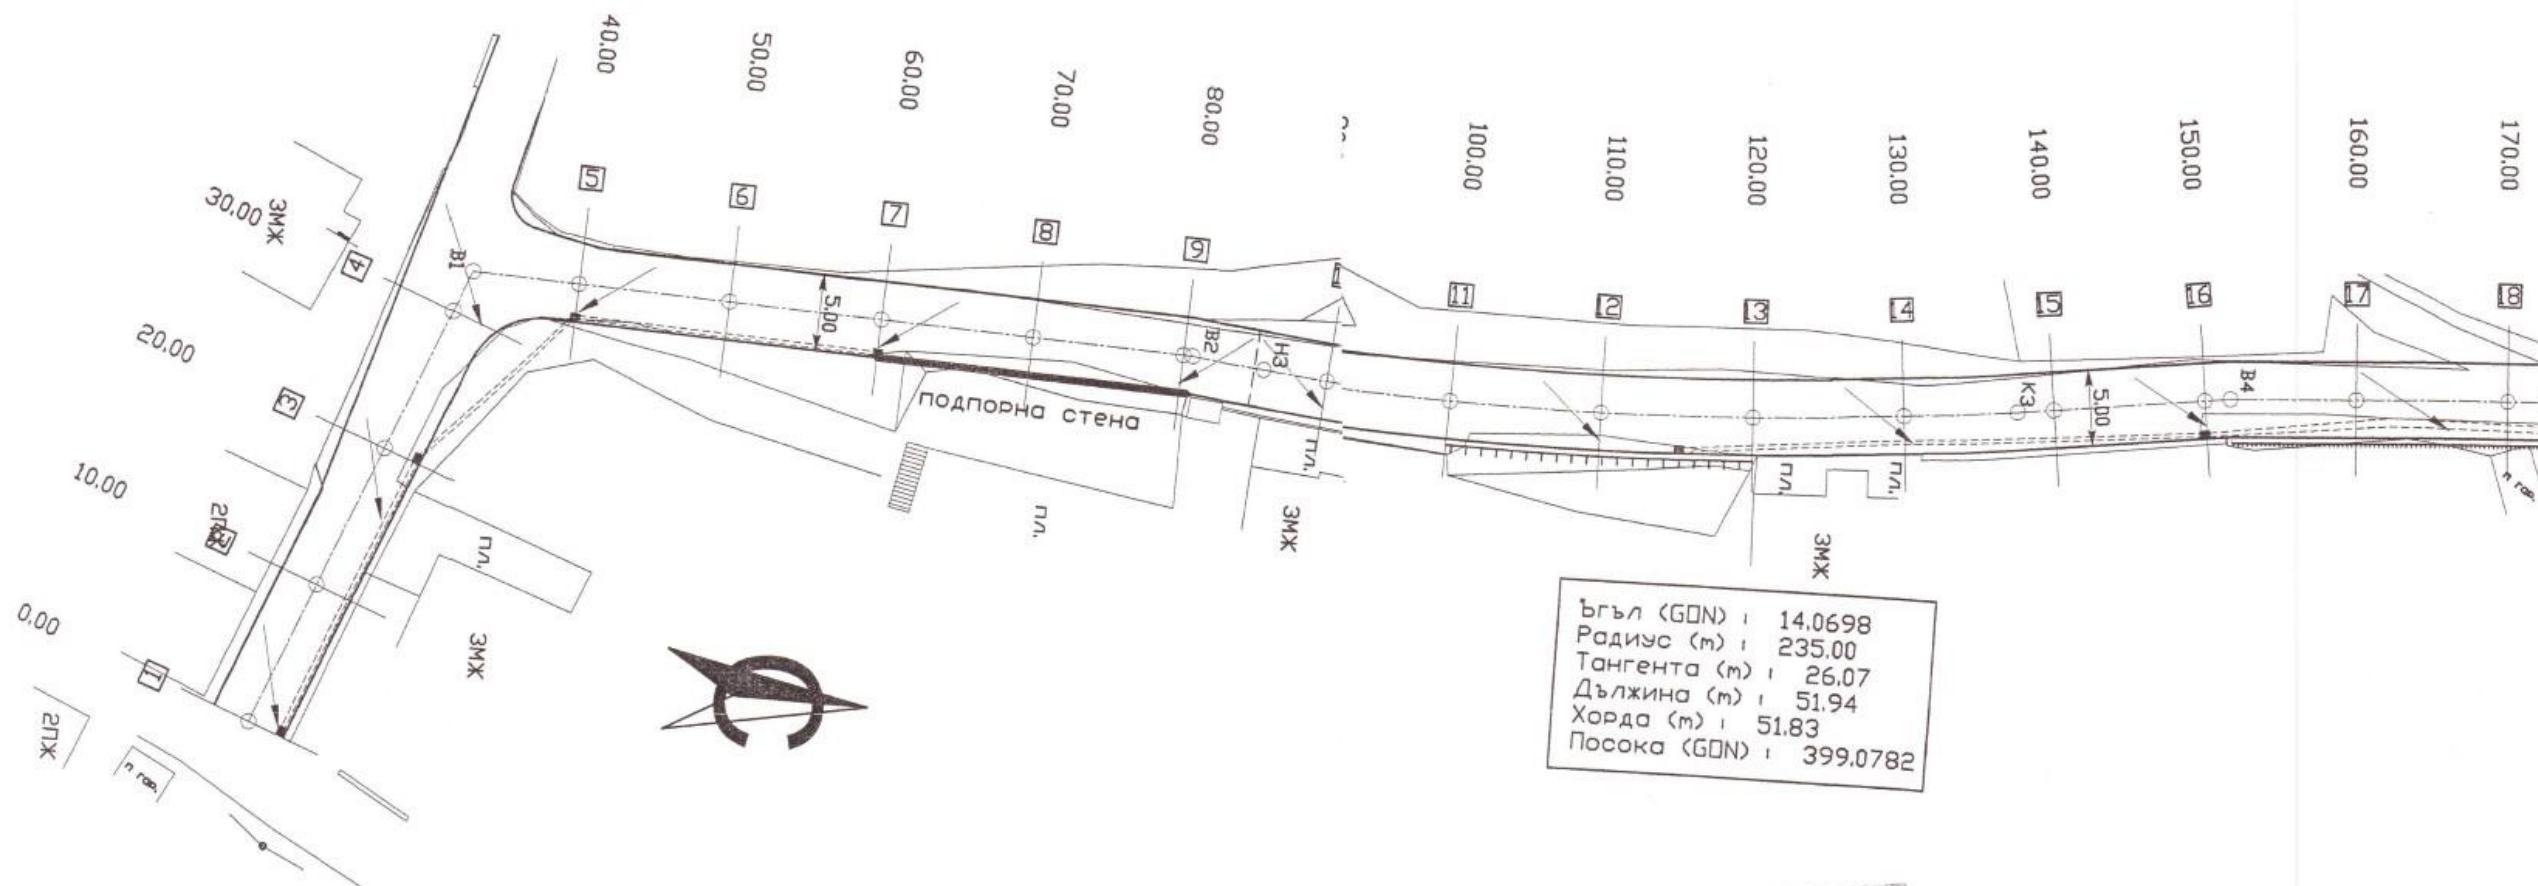 40.00
50.00
60.00
70.00
80.00
100.00
110.00
120.00
130.00
140.00
150.00
160.00
170.00
5
6
7
8
9
11
12
13
14
15
16
17
18
30.00
ЗМЖ
4
В1
5.00
В2
НЗ
КЗ
5.00
В4
20.00
3
подпорна стена
10.00
пл.
пл.
пл.
пл.
пл.
ЗМЖ
ЗМЖ
ЗМЖ
п гар.
0.00
1
2ПЖ
п гар.
Ъгъл (GON) : 14.0698
Радиус (m) : 235.00
Тангента (m) : 26.07
Дължина (m) : 51.94
Хорда (m) : 51.83
Посока (GON) : 399.0782